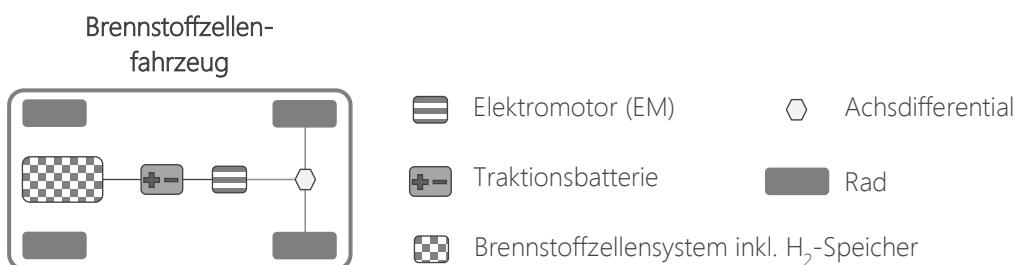 Brennstoffzellen-
fahrzeug
Elektromotor (EM)
Achsdifferential
Traktionsbatterie
Rad
Brennstoffzellensystem inkl. H₂-Speicher